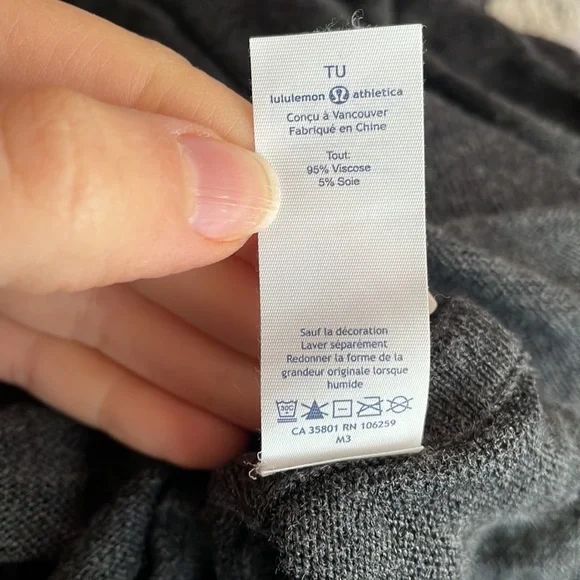 TU
lululemon athletica
Conçu à Vancouver
Fabriqué en Chine
Tout:
95% Viscose
5% Soie
Sauf la décoration
Laver séparément
Redonner la forme de la
grandeur originale lorsque
humide
30C
CA 35801 RN 106259
M3